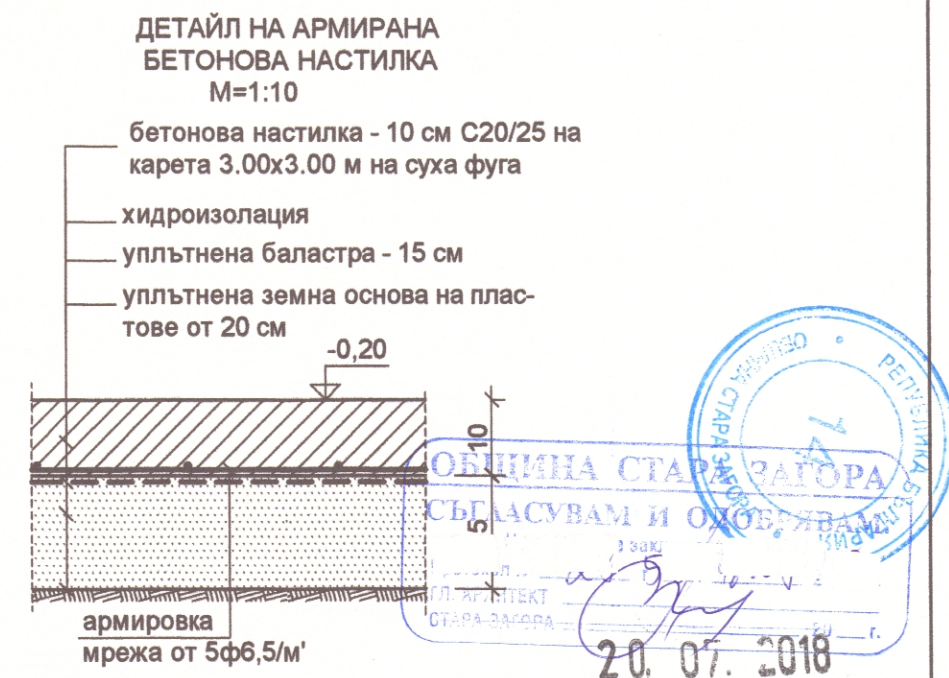 ДЕТАЙЛ НА АРМИРАНА
БЕТОНОВА НАСТИЛКА
М=1:10
бетонова настилка - 10 см С20/25 на
карета 3.00х3.00 м на суха фуга
хидроизолация
уплътнена баластра - 15 см
уплътнена земна основа на плас-
тове от 20 см
-0,20
10
5
армировка
мрежа от 5ф6,5/м'
РЕПУБЛИКА БЪЛГАРИЯ
ОБЩИНА СТАРА ЗАГОРА
14
ОБЩИНА СТАРА ЗАГОРА
СЪГЛАСУВАМ И ОДОБРЯВАМ
ГЛ. АРХИТЕКТ
СТАРА ЗАГОРА г.
20. 07. 2018